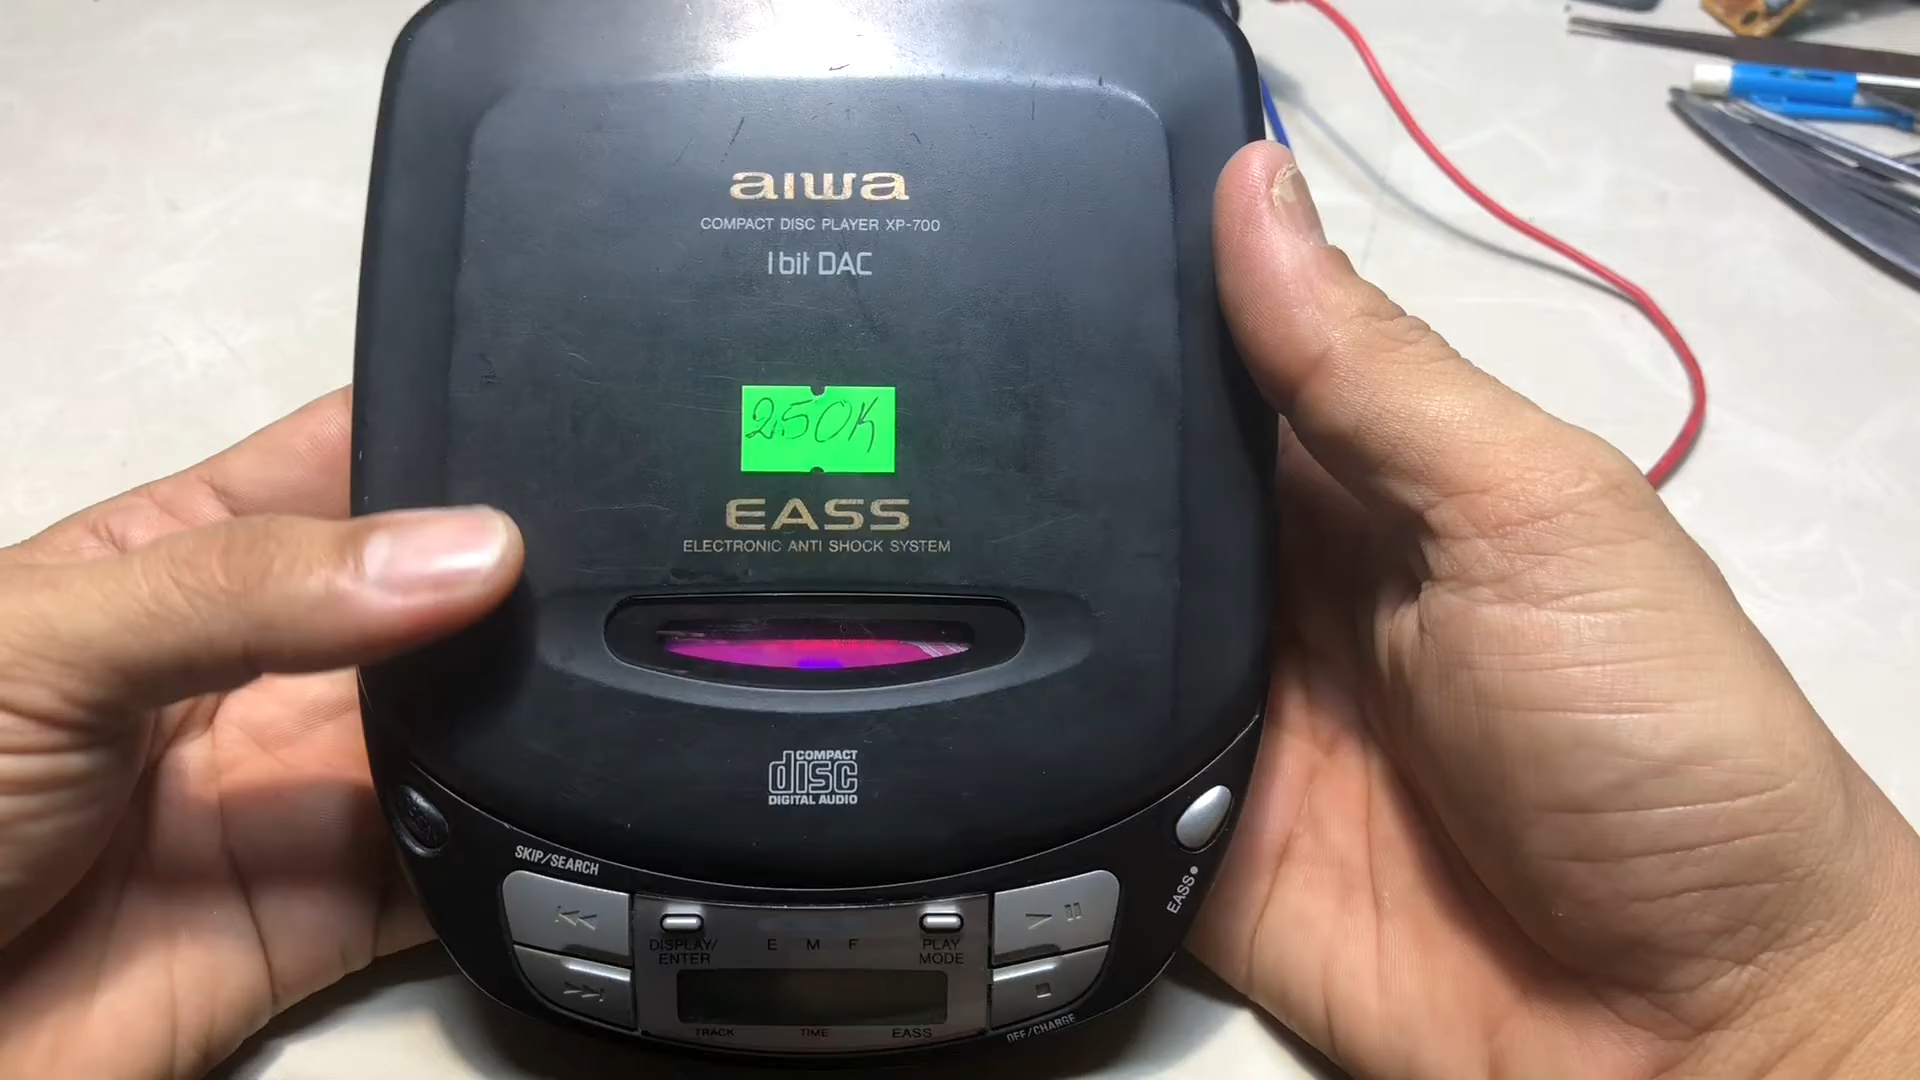 aiwa
COMPACT DISC PLAYER XP-700
1 bit DAC
250K
EASS
ELECTRONIC ANTI SHOCK SYSTEM
COMPACT
disc
DIGITAL AUDIO
SKIP/SEARCH
EASS
DISPLAY/
ENTER
E M F
PLAY
MODE
TRACK TIME EASS
OFF/CHARGE